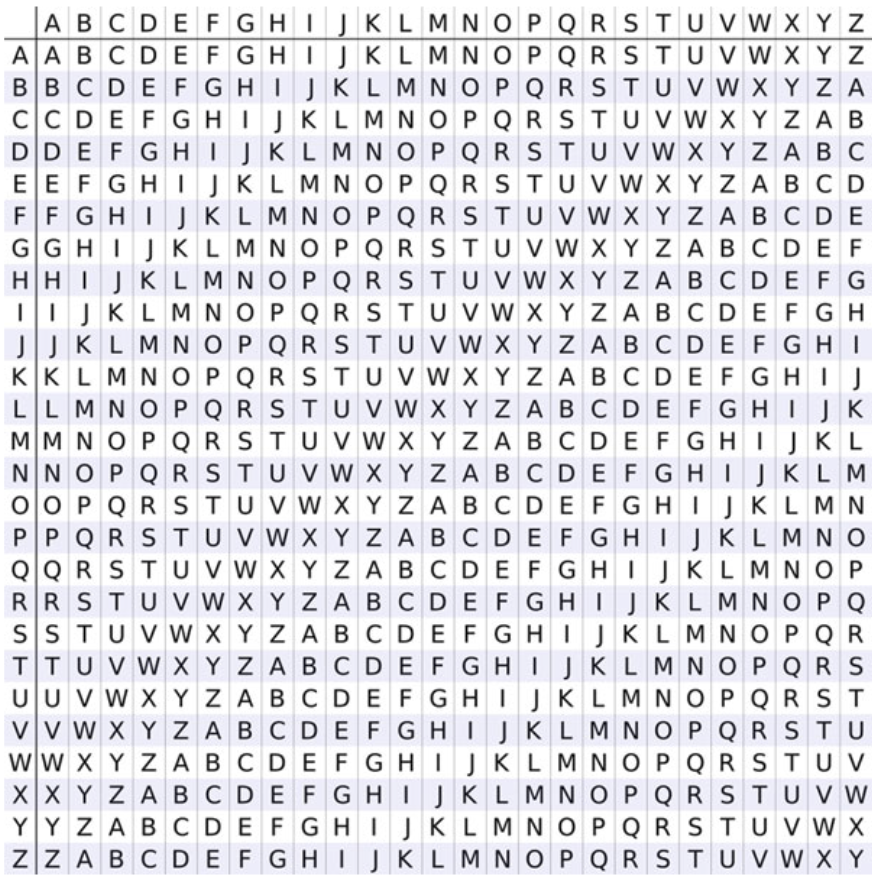 A B C D E F G H I J K L M N O P Q R S T U V W X Y Z
A A B C D E F G H I J K L M N O P Q R S T U V W X Y Z
B B C D E F G H I J K L M N O P Q R S T U V W X Y Z A
C C D E F G H I J K L M N O P Q R S T U V W X Y Z A B
D D E F G H I J K L M N O P Q R S T U V W X Y Z A B C
E E F G H I J K L M N O P Q R S T U V W X Y Z A B C D
F F G H I J K L M N O P Q R S T U V W X Y Z A B C D E
G G H I J K L M N O P Q R S T U V W X Y Z A B C D E F
H H I J K L M N O P Q R S T U V W X Y Z A B C D E F G
I I J K L M N O P Q R S T U V W X Y Z A B C D E F G H
J J K L M N O P Q R S T U V W X Y Z A B C D E F G H I
K K L M N O P Q R S T U V W X Y Z A B C D E F G H I J
L L M N O P Q R S T U V W X Y Z A B C D E F G H I J K
M M N O P Q R S T U V W X Y Z A B C D E F G H I J K L
N N O P Q R S T U V W X Y Z A B C D E F G H I J K L M
O O P Q R S T U V W X Y Z A B C D E F G H I J K L M N
P P Q R S T U V W X Y Z A B C D E F G H I J K L M N O
Q Q R S T U V W X Y Z A B C D E F G H I J K L M N O P
R R S T U V W X Y Z A B C D E F G H I J K L M N O P Q
S S T U V W X Y Z A B C D E F G H I J K L M N O P Q R
T T U V W X Y Z A B C D E F G H I J K L M N O P Q R S
U U V W X Y Z A B C D E F G H I J K L M N O P Q R S T
V V W X Y Z A B C D E F G H I J K L M N O P Q R S T U
W W X Y Z A B C D E F G H I J K L M N O P Q R S T U V
X X Y Z A B C D E F G H I J K L M N O P Q R S T U V W
Y Y Z A B C D E F G H I J K L M N O P Q R S T U V W X
Z Z A B C D E F G H I J K L M N O P Q R S T U V W X Y